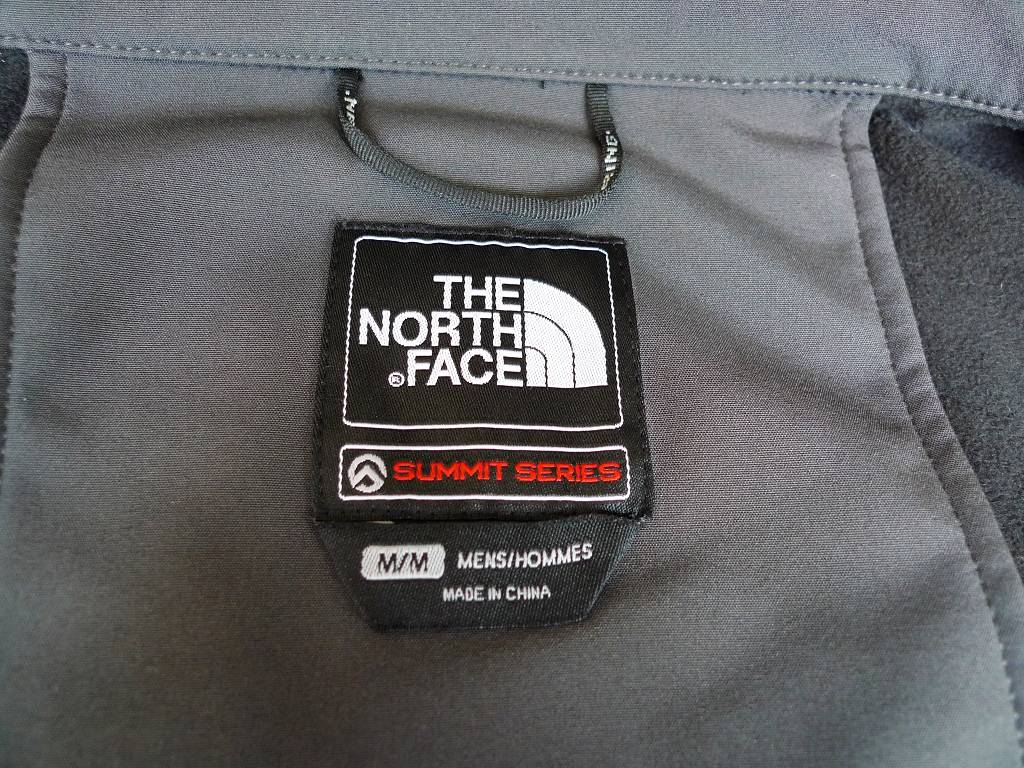 THE
NORTH
®FACE
SUMMIT SERIES
M/M MENS/HOMMES
MADE IN CHINA